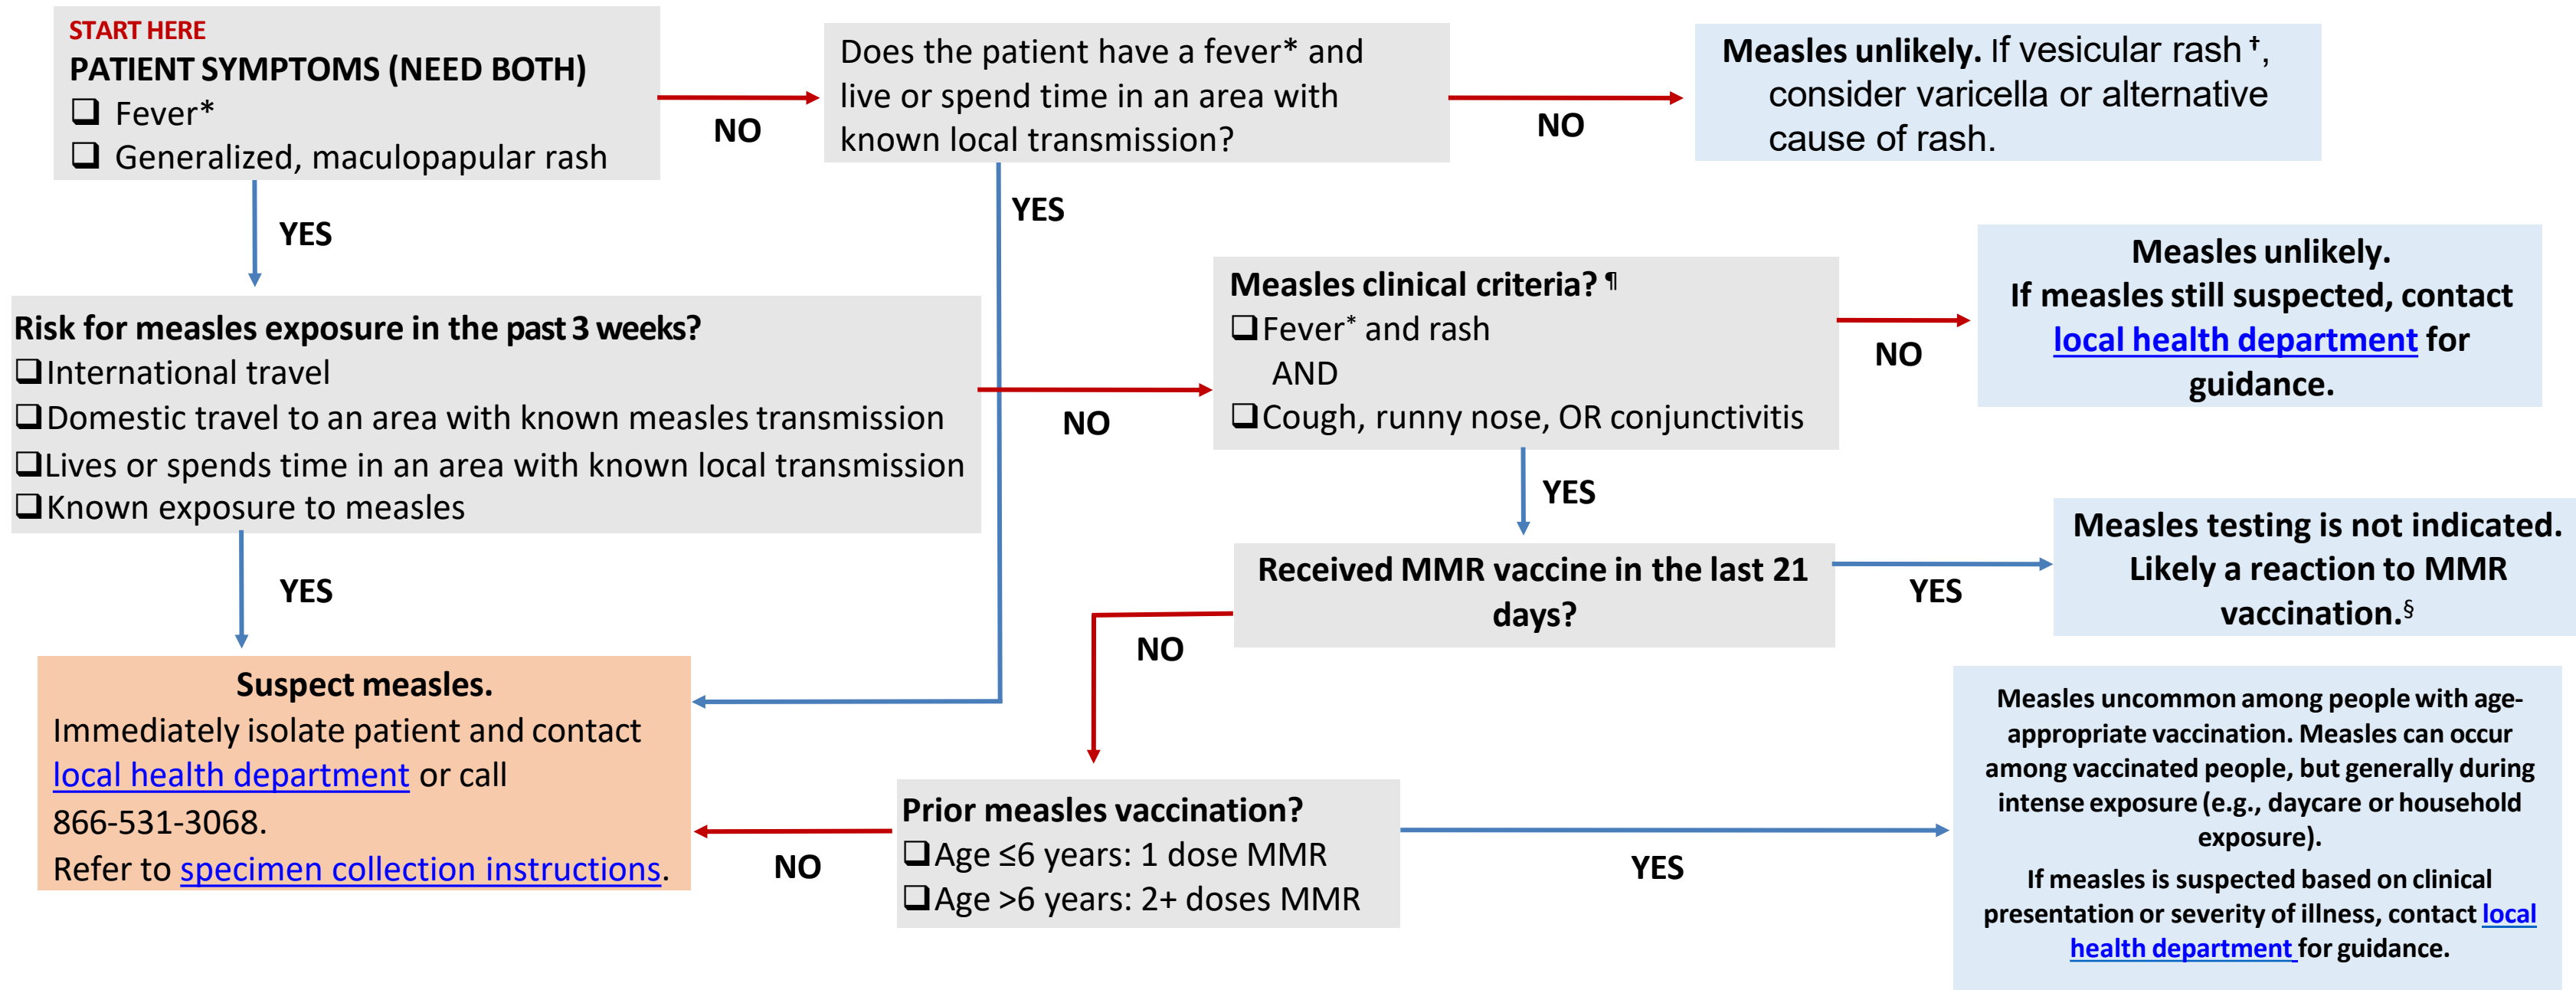 START HERE
PATIENT SYMPTOMS (NEED BOTH)
❑ Fever*
❑ Generalized, maculopapular rash
NO
Does the patient have a fever* and
live or spend time in an area with
known local transmission?
NO
Measles unlikely. If vesicular rash †,
consider varicella or alternative
cause of rash.
YES
YES
Risk for measles exposure in the past 3 weeks?
❑International travel
❑Domestic travel to an area with known measles transmission
❑Lives or spends time in an area with known local transmission
❑Known exposure to measles
NO
Measles clinical criteria? ¶
❑Fever* and rash
AND
❑Cough, runny nose, OR conjunctivitis
NO
Measles unlikely.
If measles still suspected, contact
local health department for
guidance.
YES
YES
Received MMR vaccine in the last 21
days?
YES
Measles testing is not indicated.
Likely a reaction to MMR
vaccination.§
NO
Suspect measles.
Immediately isolate patient and contact
local health department or call
866-531-3068.
Refer to specimen collection instructions.
NO
Prior measles vaccination?
❑Age ≤6 years: 1 dose MMR
❑Age >6 years: 2+ doses MMR
YES
Measles uncommon among people with age-
appropriate vaccination. Measles can occur
among vaccinated people, but generally during
intense exposure (e.g., daycare or household
exposure).
If measles is suspected based on clinical
presentation or severity of illness, contact local
health department for guidance.